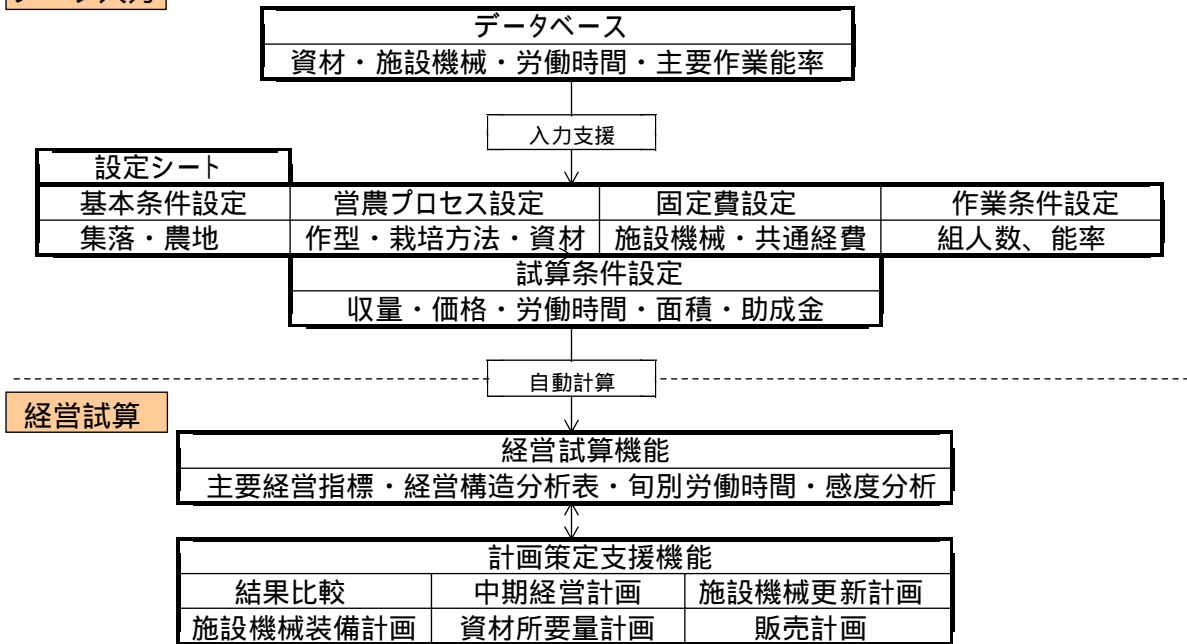 データベース
資材・施設機械・労働時間・主要作業能率
入力支援
設定シート
基本条件設定 営農プロセス設定 固定費設定 作業条件設定
集落・農地 作型・栽培方法・資材 施設機械・共通経費 組人数、能率
試算条件設定
収量・価格・労働時間・面積・助成金
自動計算
経営試算
経営試算機能
主要経営指標・経営構造分析表・旬別労働時間・感度分析
計画策定支援機能
結果比較 中期経営計画 施設機械更新計画
施設機械装備計画 資材所要量計画 販売計画